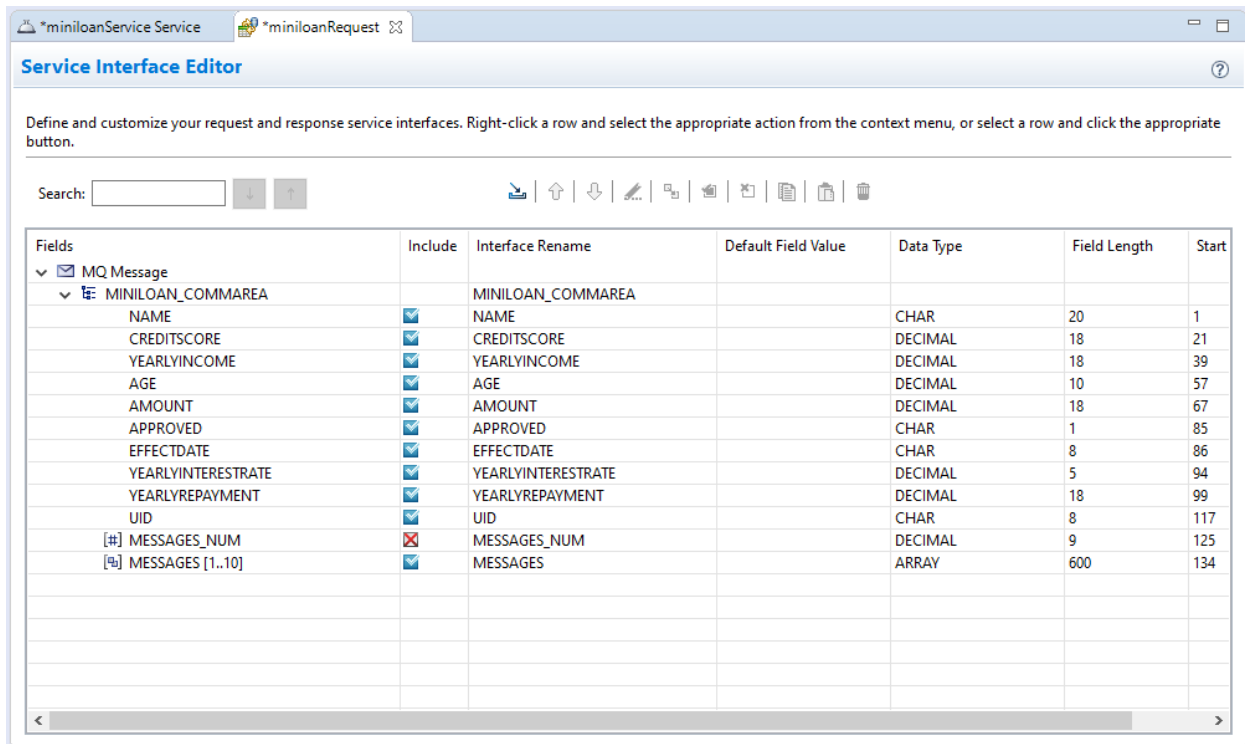 *miniloanService Service *miniloanRequest
Service Interface Editor
Define and customize your request and response service interfaces. Right-click a row and select the appropriate action from the context menu, or select a row and click the appropriate
button.
Search:
Fields Include Interface Rename Default Field Value Data Type Field Length Start
MQ Message
MINILOAN_COMMAREA MINILOAN_COMMAREA
NAME NAME CHAR 20 1
CREDITSCORE CREDITSCORE DECIMAL 18 21
YEARLYINCOME YEARLYINCOME DECIMAL 18 39
AGE AGE DECIMAL 10 57
AMOUNT AMOUNT DECIMAL 18 67
APPROVED APPROVED CHAR 1 85
EFFECTDATE EFFECTDATE CHAR 8 86
YEARLYINTERESTRATE YEARLYINTERESTRATE DECIMAL 5 94
YEARLYREPAYMENT YEARLYREPAYMENT DECIMAL 18 99
UID UID CHAR 8 117
[#] MESSAGES_NUM MESSAGES_NUM DECIMAL 9 125
MESSAGES [1..10] MESSAGES ARRAY 600 134